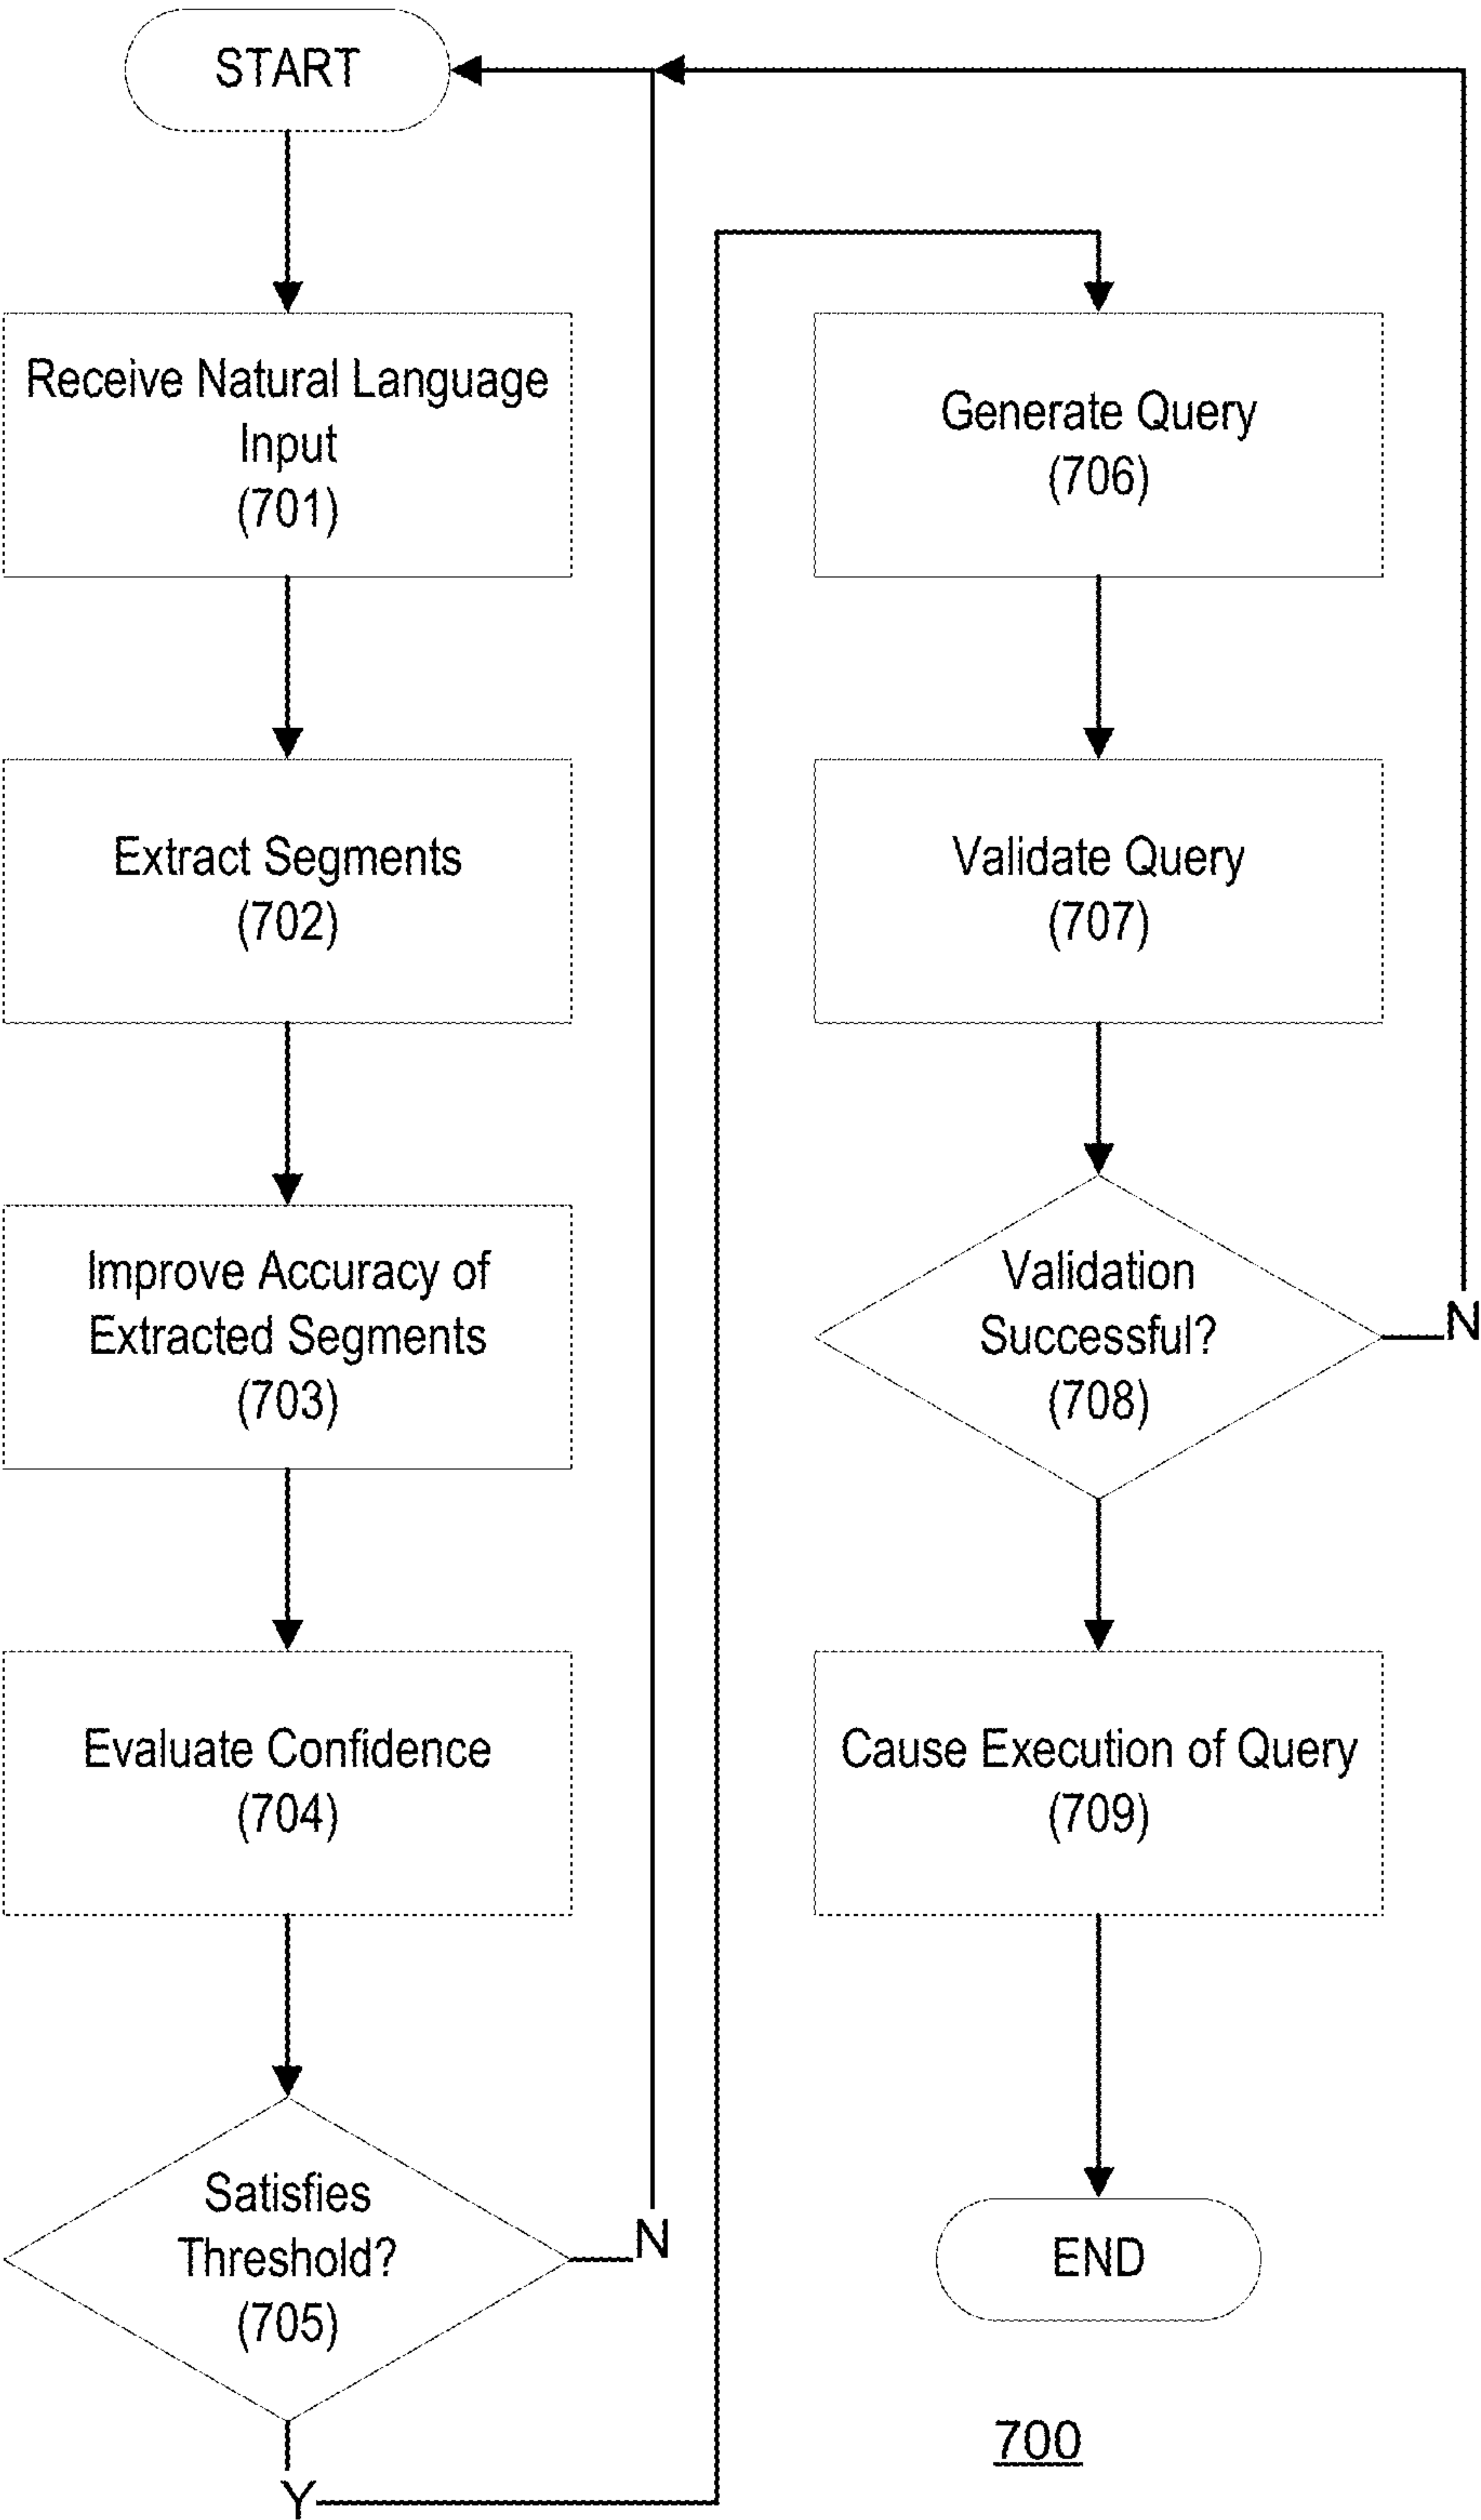 START
Receive Natural Language
Input
(701)
Extract Segments
(702)
Improve Accuracy of
Extracted Segments
(703)
Evaluate Confidence
(704)
Satisfies
Threshold?
(705)
N
Y
Generate Query
(706)
Validate Query
(707)
Validation
Successful?
(708)
N
Cause Execution of Query
(709)
END
700